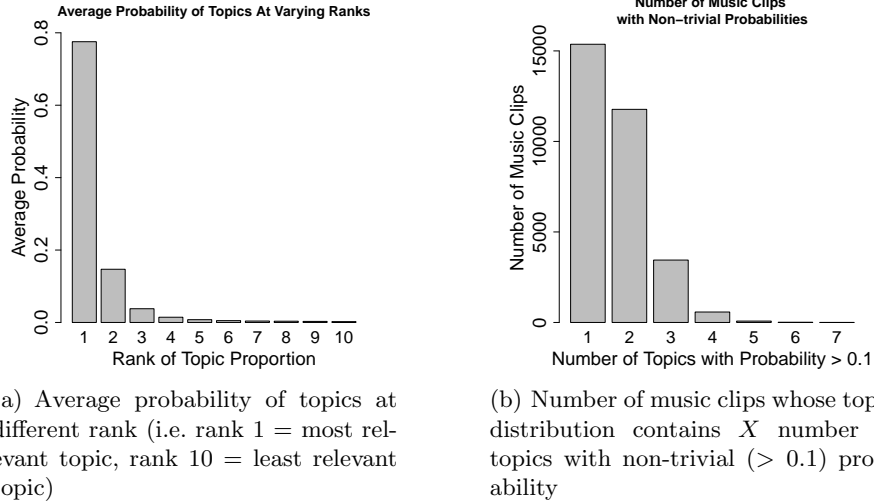 Average Probability of Topics At Varying Ranks
Average Probability
0.0 0.2 0.4 0.6 0.8
1 2 3 4 5 6 7 8 9 10
Rank of Topic Proportion
a) Average probability of topics at
different rank (i.e. rank 1 = most rel-
evant topic, rank 10 = least relevant
topic)
Number of Music Clips
with Non−trivial Probabilities
Number of Music Clips
0 5000 10000 15000
1 2 3 4 5 6 7
Number of Topics with Probability > 0.1
(b) Number of music clips whose top
distribution contains X number
topics with non-trivial (> 0.1) pro
ability